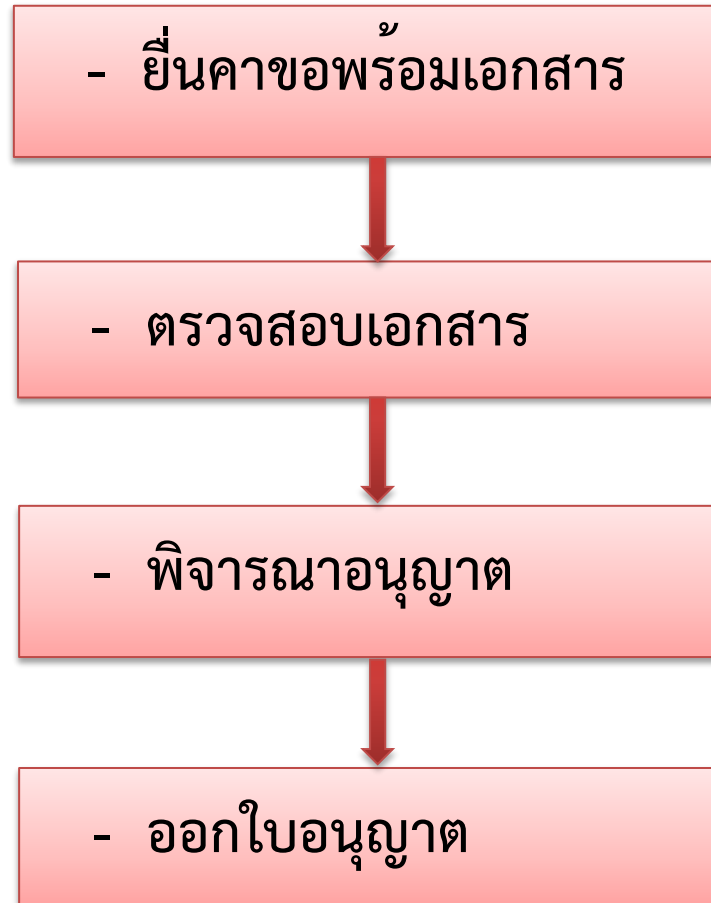 - ยื่นคาขอพร้อมเอกสาร
- ตรวจสอบเอกสาร
- พิจารณาอนุญาต
- ออกใบอนุญาต